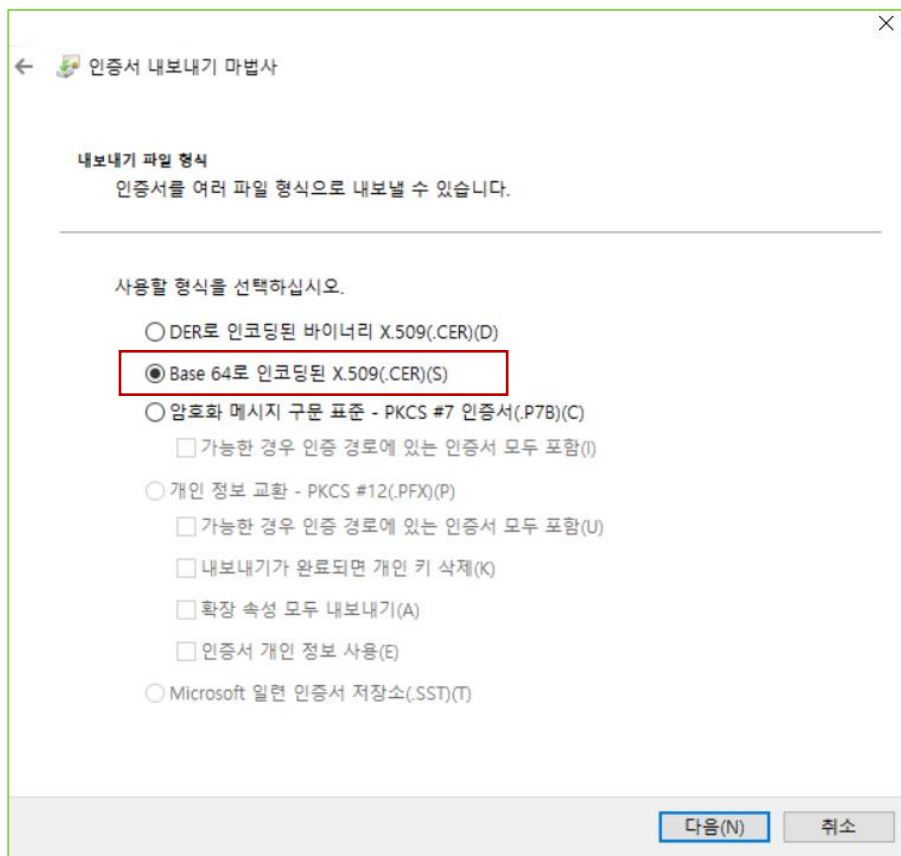 인증서 내보내기 마법사
내보내기 파일 형식
인증서를 여러 파일 형식으로 내보낼 수 있습니다.
사용할 형식을 선택하십시오.
DER로 인코딩된 바이너리 X.509(.CER)(D)
Base 64로 인코딩된 X.509(.CER)(S)
암호화 메시지 구문 표준 - PKCS #7 인증서(.P7B)(C)
가능한 경우 인증 경로에 있는 인증서 모두 포함(I)
개인 정보 교환 - PKCS #12(.PFX)(P)
가능한 경우 인증 경로에 있는 인증서 모두 포함(U)
내보내기가 완료되면 개인 키 삭제(K)
확장 속성 모두 내보내기(A)
인증서 개인 정보 사용(E)
Microsoft 일련 인증서 저장소(.SST)(T)
다음(N) 취소